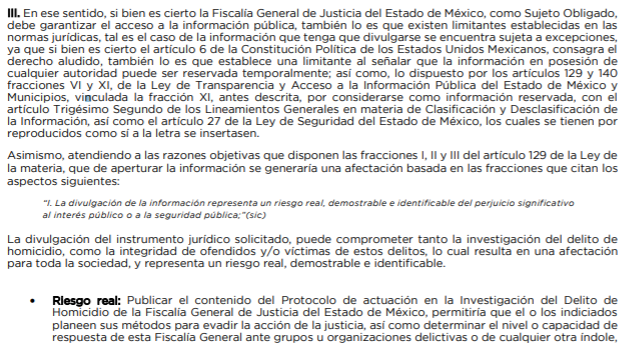 III. En ese sentido, si bien es cierto la Fiscalía General de Justicia del Estado de México, como Sujeto Obligado,
debe garantizar el acceso a la información pública, también lo es que existen limitantes establecidas en las
normas jurídicas, tal es el caso de la información que tenga que divulgarse se encuentra sujeta a excepciones,
ya que si bien es cierto el artículo 6 de la Constitución Política de los Estados Unidos Mexicanos, consagra el
derecho aludido, también lo es que establece una limitante al señalar que la información en posesión de
cualquier autoridad puede ser reservada temporalmente; así como, lo dispuesto por los artículos 129 y 140
fracciones VI y XI, de la Ley de Transparencia y Acceso a la Información Pública del Estado de México y
Municipios, vinculada la fracción XI, antes descrita, por considerarse como información reservada, con el
artículo Trigésimo Segundo de los Lineamientos Generales en materia de Clasificación y Desclasificación de
la Información, así como el artículo 27 de la Ley de Seguridad del Estado de México, los cuales se tienen por
reproducidos como sí a la letra se insertasen.
Asimismo, atendiendo a las razones objetivas que disponen las fracciones I, II y III del artículo 129 de la Ley de
la materia, que de aperturar la información se generaría una afectación basada en las fracciones que citan los
aspectos siguientes:
"I. La divulgación de la información representa un riesgo real, demostrable e identificable del perjuicio significativo
al interés público o a la seguridad pública;"(sic)
La divulgación del instrumento jurídico solicitado, puede comprometer tanto la investigación del delito de
homicidio, como la integridad de ofendidos y/o víctimas de estos delitos, lo cual resulta en una afectación
para toda la sociedad, y representa un riesgo real, demostrable e identificable.
• Riesgo real: Publicar el contenido del Protocolo de actuación en la Investigación del Delito de
Homicidio de la Fiscalía General de Justicia del Estado de México, permitiría que el o los indiciados
planeen sus métodos para evadir la acción de la justicia, así como determinar el nivel o capacidad de
respuesta de esta Fiscalía General ante grupos u organizaciones delictivas o de cualquier otra índole,